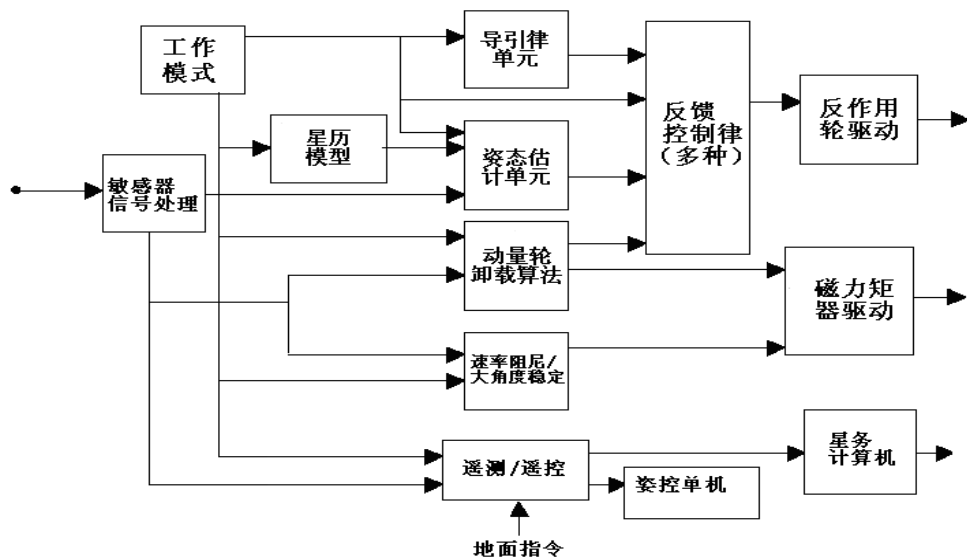 工作
模式
导引律
单元
反馈
控制律
（多种）
反作用
轮驱动
星历
模型
姿态估
计单元
敏感器
信号处理
动量轮
卸载算法
磁力矩
器驱动
速率阻尼/
大角度稳定
星务
计算机
遥测/遥控
姿控单机
地面指令